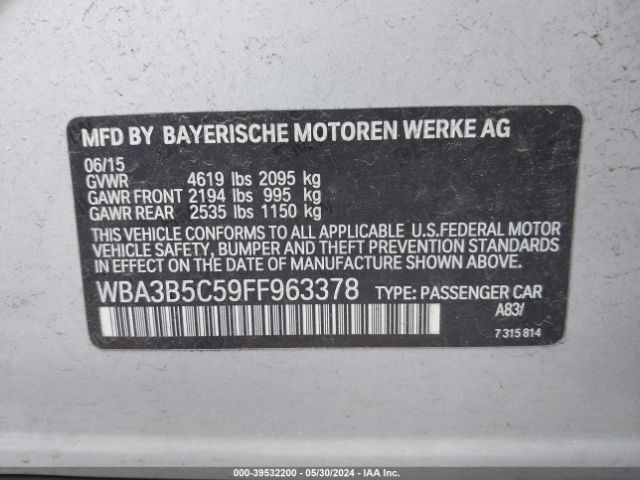 MFD BY BAYERISCHE MOTOREN WERKE AG
06/15
GVWR 4619 lbs 2095 kg
GAWR FRONT 2194 lbs 995 kg
GAWR REAR 2535 lbs 1150 kg
THIS VEHICLE CONFORMS TO ALL APPLICABLE U.S.FEDERAL MOTOR
VEHICLE SAFETY, BUMPER AND THEFT PREVENTION STANDARDS
IN EFFECT ON THE DATE OF MANUFACTURE SHOWN ABOVE.
WBA3B5C59FF963378 TYPE: PASSENGER CAR
A83/
7 315 814
000-39532200 - 05/30/2024 - IAAI.COM